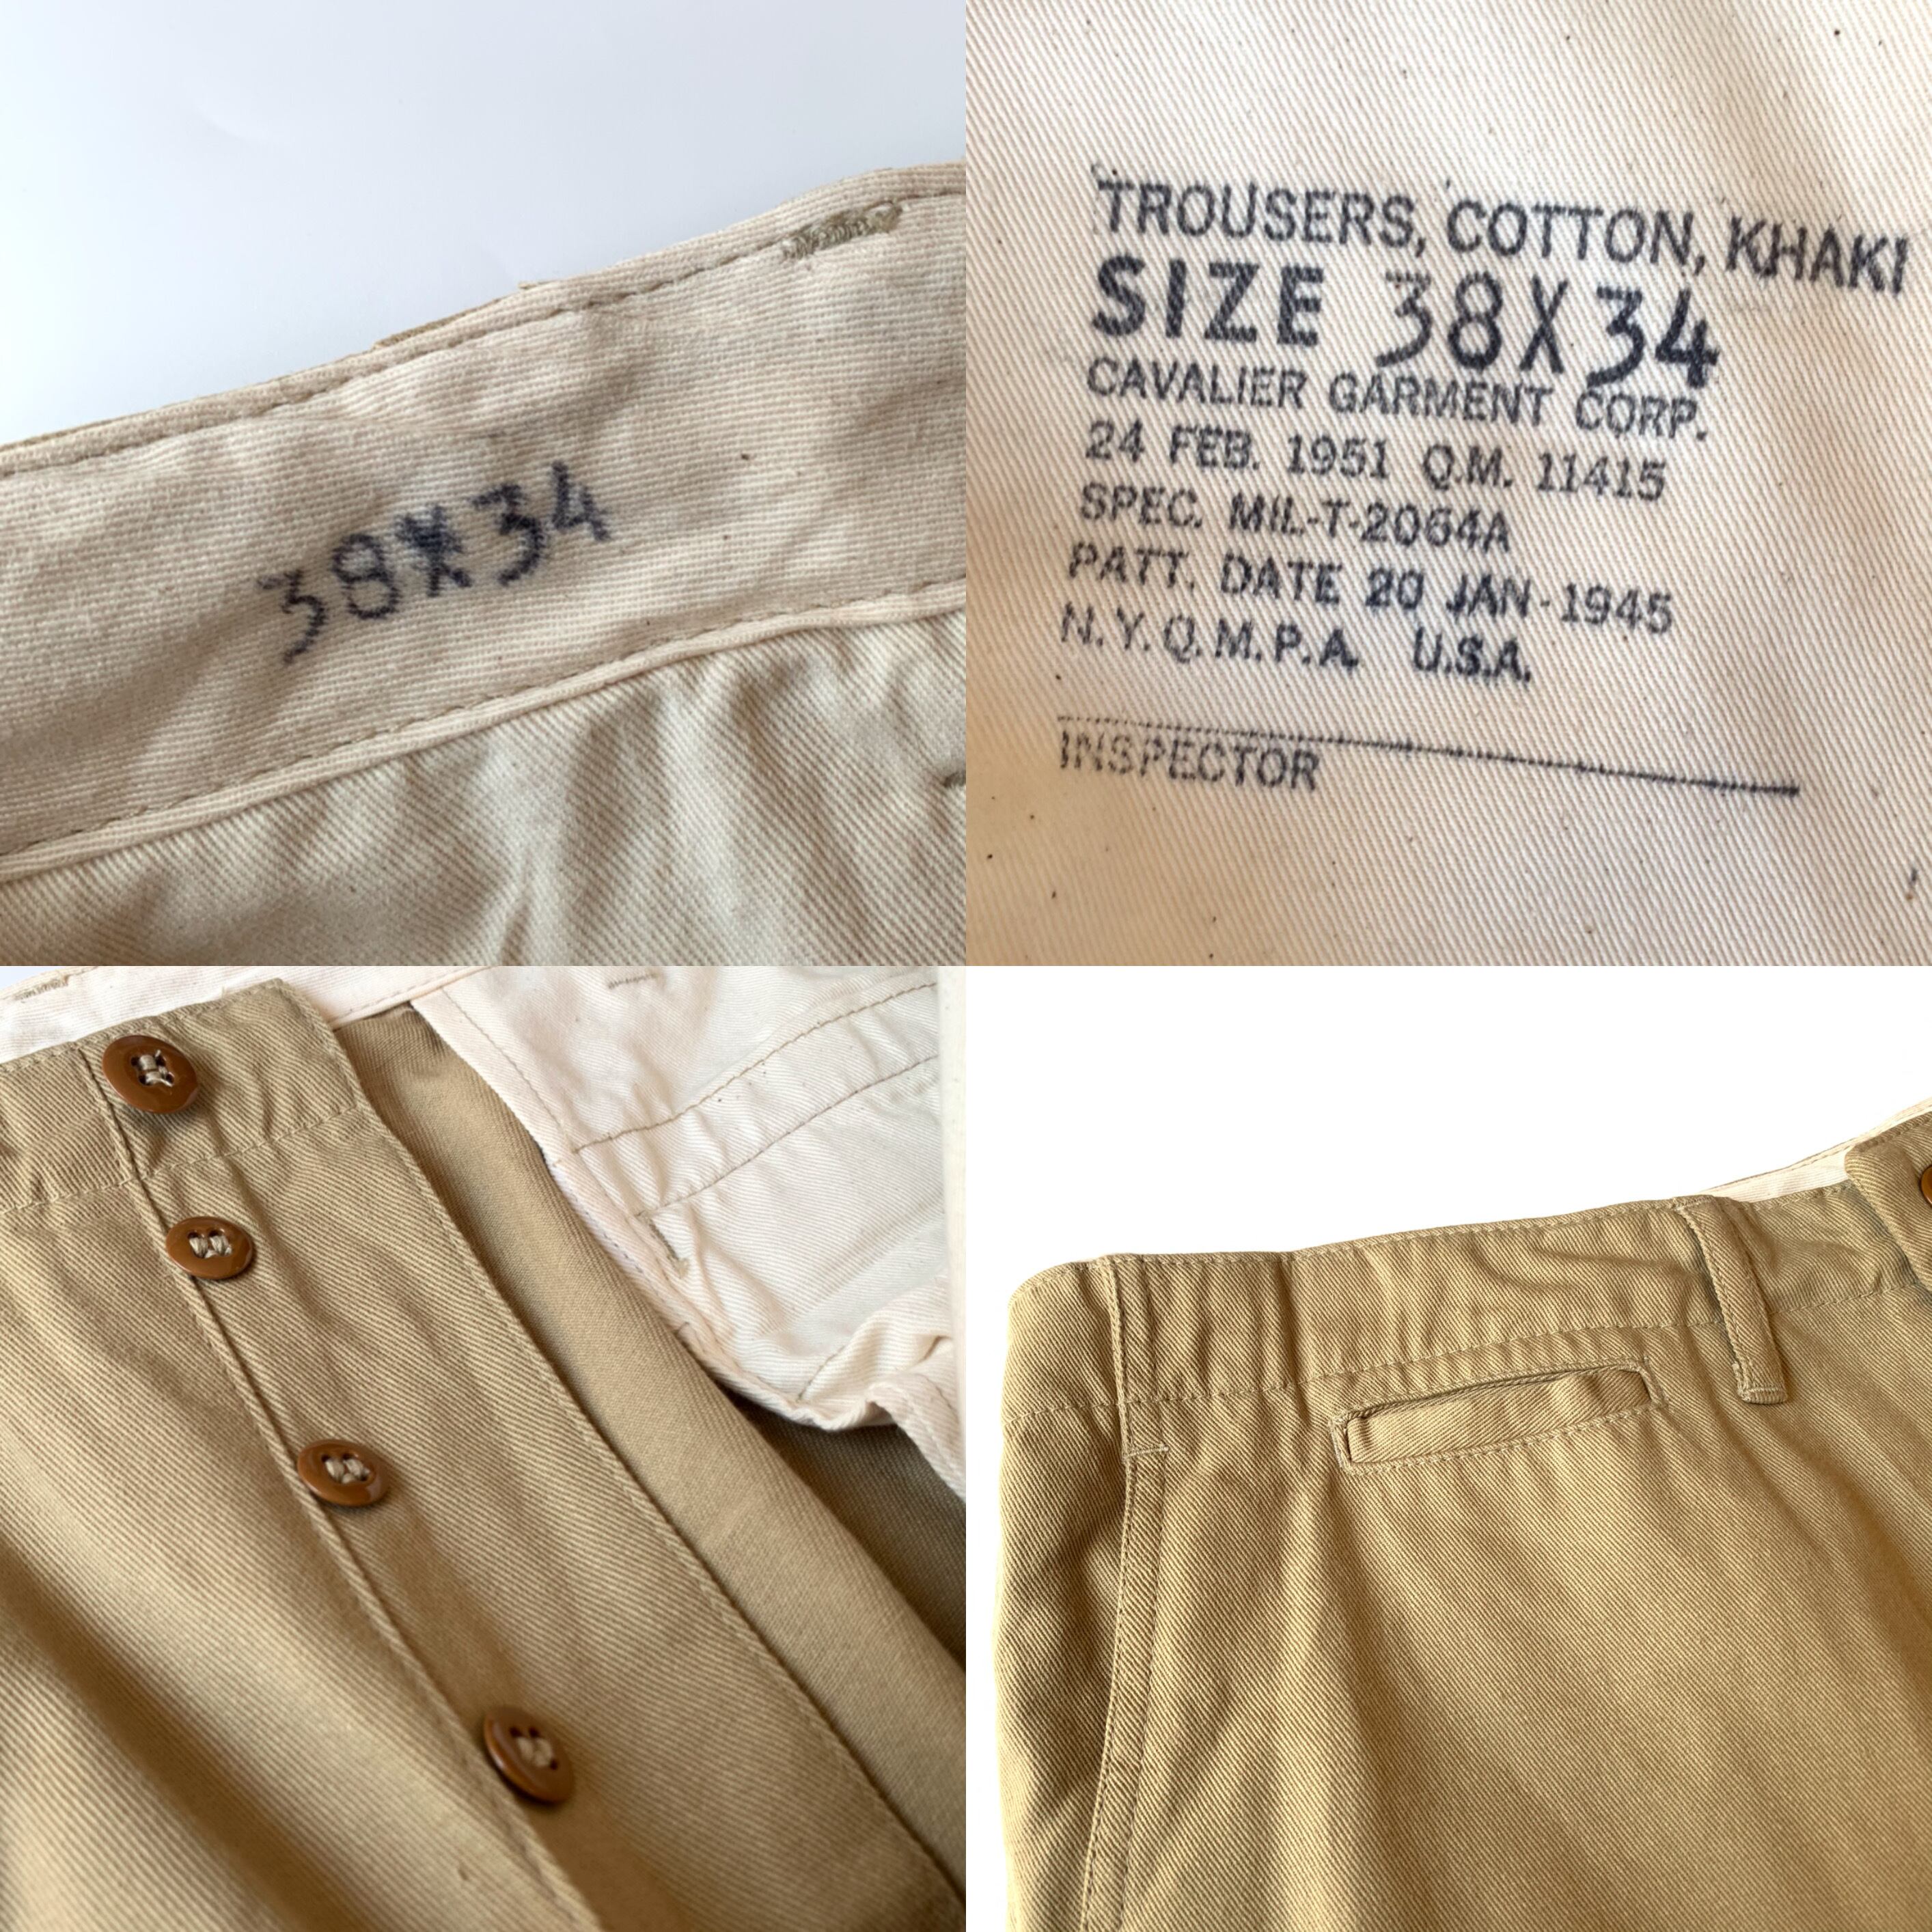 38X34
TROUSERS, COTTON, KHAKI
SIZE 38X34
CAVALIER GARMENT CORP.
24 FEB. 1951 Q.M. 11415
SPEC. MIL-T-2064A
PATT. DATE 20 JAN-1945
N.Y.Q.M.P.A. U.S.A.
INSPECTOR